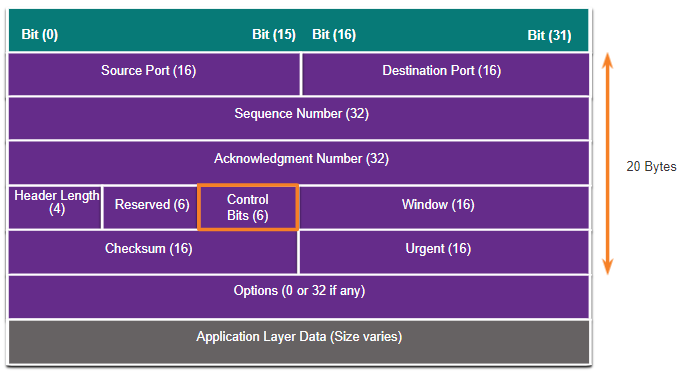 Bit (0) Bit (15) Bit (16) Bit (31)
Source Port (16) Destination Port (16)
Sequence Number (32)
Acknowledgment Number (32)
Header Length
(4)
Reserved (6)
Control
Bits (6)
Window (16)
Checksum (16) Urgent (16)
Options (0 or 32 if any)
Application Layer Data (Size varies)
20 Bytes